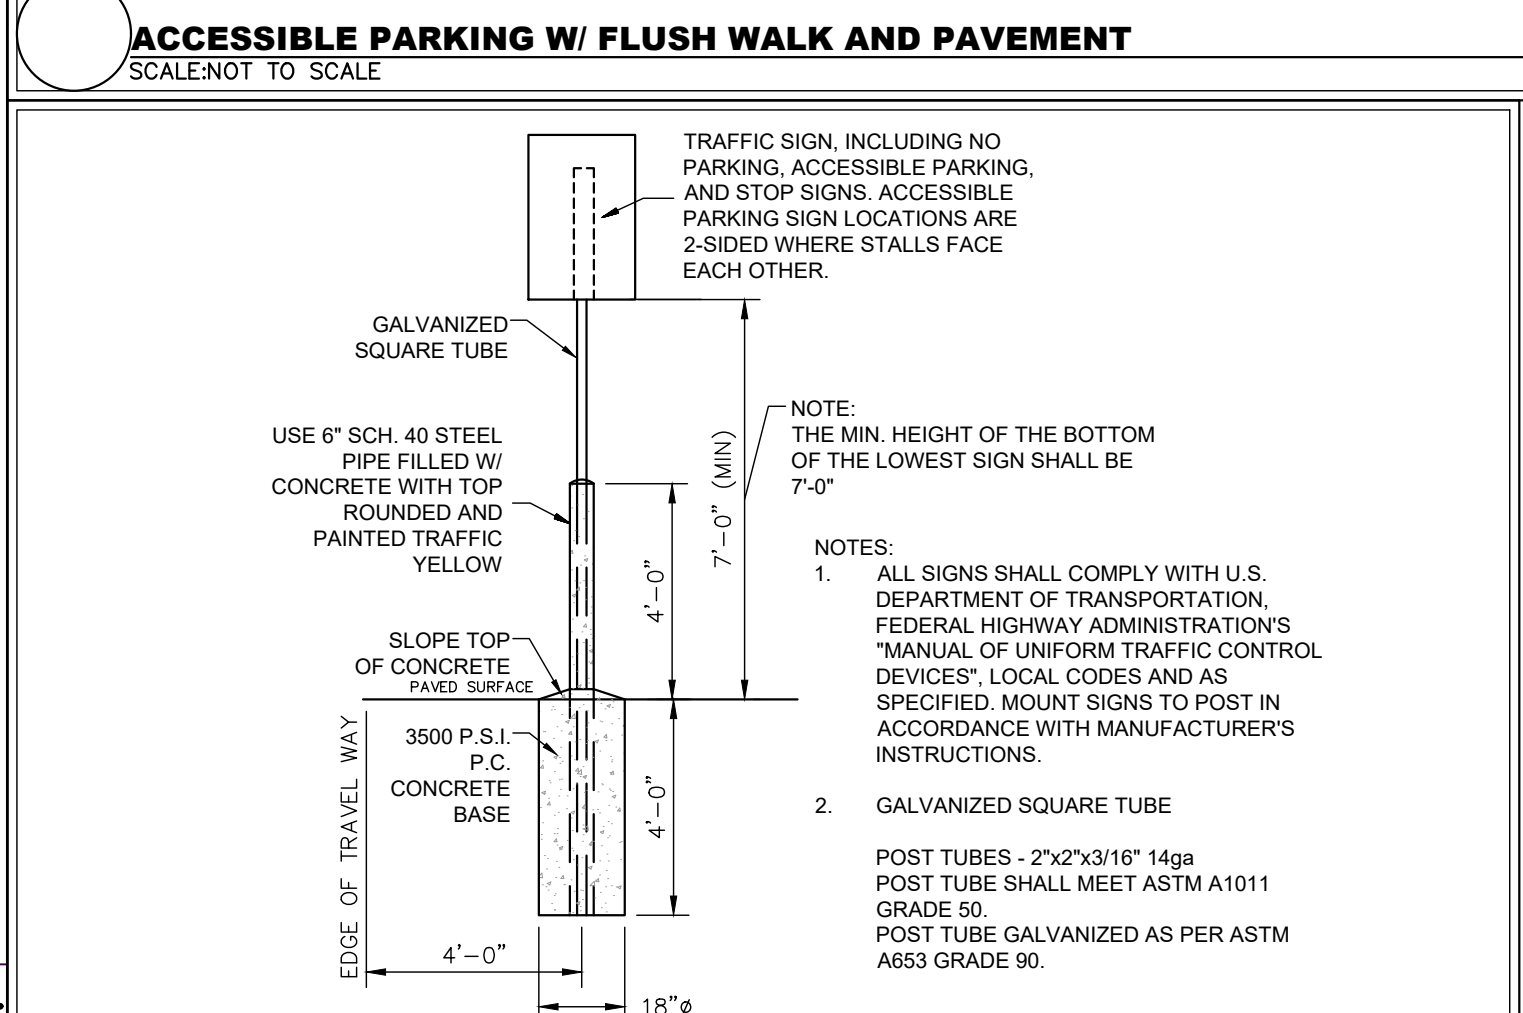 ACCESSIBLE PARKING W/ FLUSH WALK AND PAVEMENT
SCALE:NOT TO SCALE
TRAFFIC SIGN, INCLUDING NO
PARKING, ACCESSIBLE PARKING,
AND STOP SIGNS. ACCESSIBLE
PARKING SIGN LOCATIONS ARE
2-SIDED WHERE STALLS FACE
EACH OTHER.
GALVANIZED
SQUARE TUBE
USE 6" SCH. 40 STEEL
PIPE FILLED W/
CONCRETE WITH TOP
ROUNDED AND
PAINTED TRAFFIC
YELLOW
7'-0" (MIN)
NOTE:
THE MIN. HEIGHT OF THE BOTTOM
OF THE LOWEST SIGN SHALL BE
7'-0"
4'-0"
SLOPE TOP
OF CONCRETE
PAVED SURFACE
3500 P.S.I.
P.C.
CONCRETE
BASE
EDGE OF TRAVEL WAY
4'-0"
4'-0"
18"ø
NOTES:
1. ALL SIGNS SHALL COMPLY WITH U.S.
DEPARTMENT OF TRANSPORTATION,
FEDERAL HIGHWAY ADMINISTRATION'S
"MANUAL OF UNIFORM TRAFFIC CONTROL
DEVICES", LOCAL CODES AND AS
SPECIFIED. MOUNT SIGNS TO POST IN
ACCORDANCE WITH MANUFACTURER'S
INSTRUCTIONS.
2. GALVANIZED SQUARE TUBE
POST TUBES - 2"x2"x3/16" 14ga
POST TUBE SHALL MEET ASTM A1011
GRADE 50.
POST TUBE GALVANIZED AS PER ASTM
A653 GRADE 90.